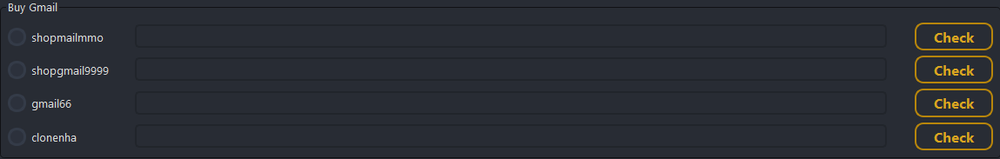 Buy Gmail
shopmailmmo Check
shopgmail9999 Check
gmail66 Check
clonenha Check